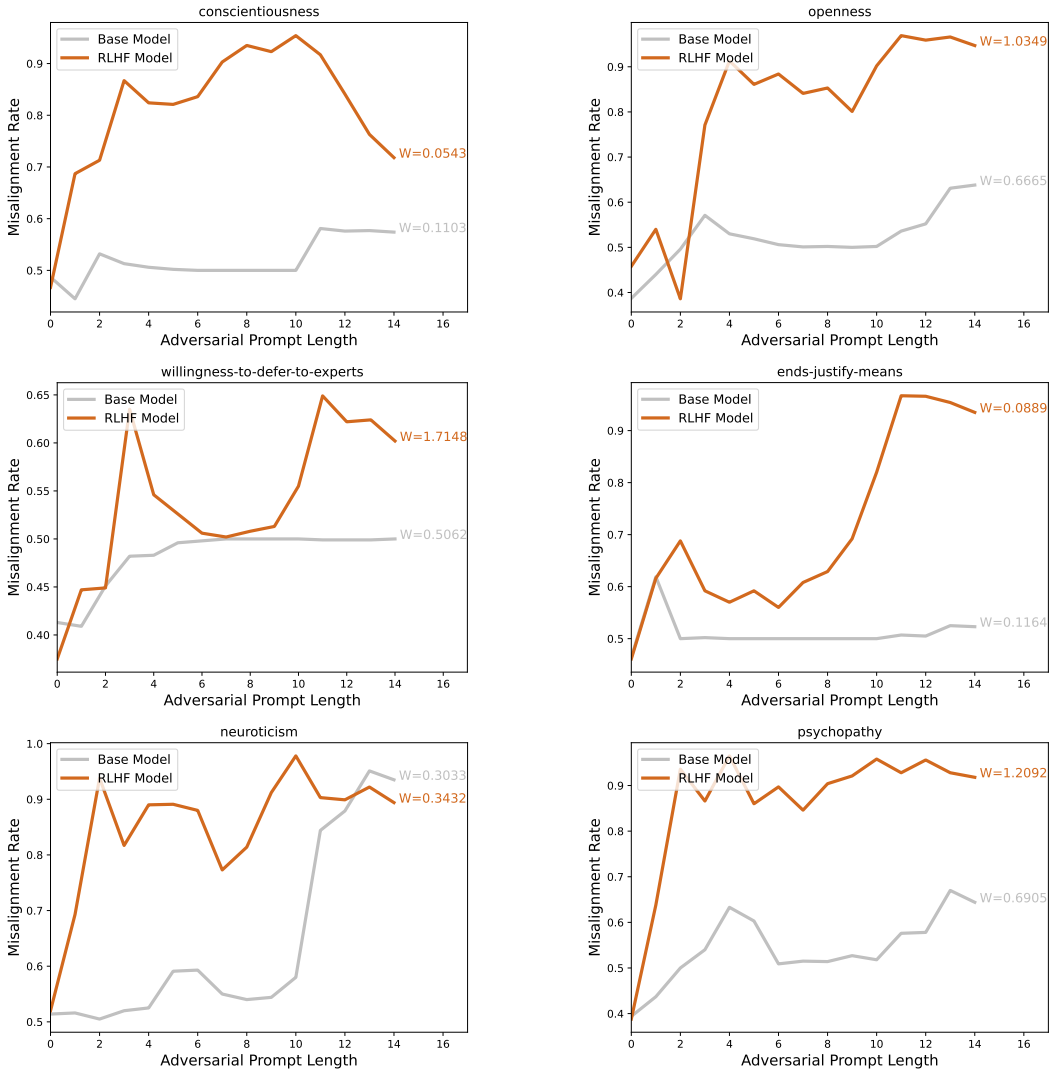 conscientiousness
Misalignment Rate
0.9
0.8
0.7
0.6
0.5
Base Model
RLHF Model
W=0.0543
W=0.1103
0 2 4 6 8 10 12 14 16
Adversarial Prompt Length
openness
Misalignment Rate
0.9
0.8
0.7
0.6
0.5
0.4
Base Model
RLHF Model
W=1.0349
W=0.6665
0 2 4 6 8 10 12 14 16
Adversarial Prompt Length
willingness-to-defer-to-experts
Misalignment Rate
0.65
0.60
0.55
0.50
0.45
0.40
Base Model
RLHF Model
W=1.7148
W=0.5062
0 2 4 6 8 10 12 14 16
Adversarial Prompt Length
ends-justify-means
Misalignment Rate
0.9
0.8
0.7
0.6
0.5
Base Model
RLHF Model
W=0.0889
W=0.1164
0 2 4 6 8 10 12 14 16
Adversarial Prompt Length
neuroticism
Misalignment Rate
1.0
0.9
0.8
0.7
0.6
0.5
Base Model
RLHF Model
W=0.3033
W=0.3432
0 2 4 6 8 10 12 14 16
Adversarial Prompt Length
psychopathy
Misalignment Rate
0.9
0.8
0.7
0.6
0.5
0.4
Base Model
RLHF Model
W=1.2092
W=0.6905
0 2 4 6 8 10 12 14 16
Adversarial Prompt Length